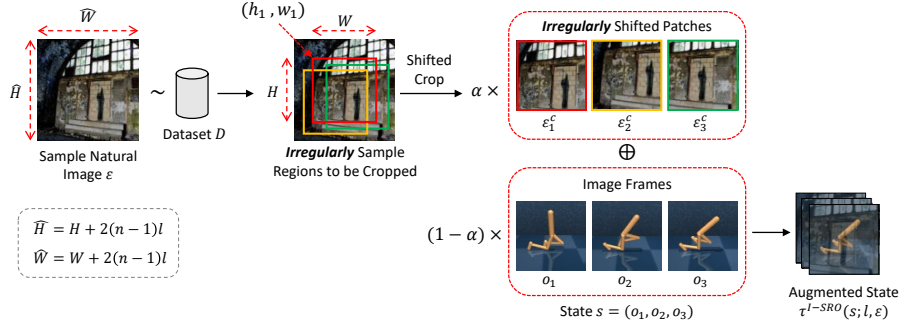 Ŵ
Ĥ
Sample Natural
Image ε
~
Dataset D
(h₁ , w₁)
W
H
Irregularly Sample
Regions to be Cropped
Shifted
Crop
α ×
Irregularly Shifted Patches
ε₁ᶜ ε₂ᶜ ε₃ᶜ
⊕
Ĥ = H + 2(n − 1)l
Ŵ = W + 2(n − 1)l
(1 − α) ×
Image Frames
o₁ o₂ o₃
State s = (o₁, o₂, o₃)
Augmented State
τ^{I−SRO}(s; l, ε)